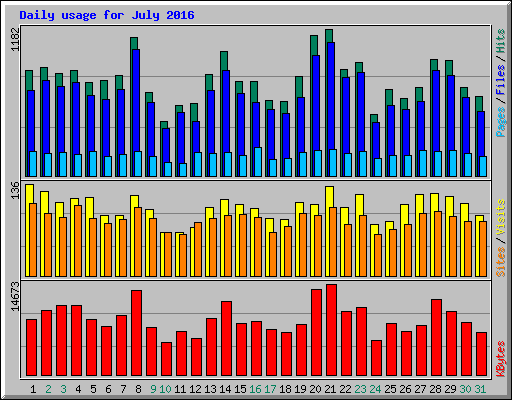 Daily usage for July 2016
1182
Pages / Files / Hits
136
Sites / Visits
14673
KBytes
1 2 3 4 5 6 7 8 9 10 11 12 13 14 15 16 17 18 19 20 21 22 23 24 25 26 27 28 29 30 31